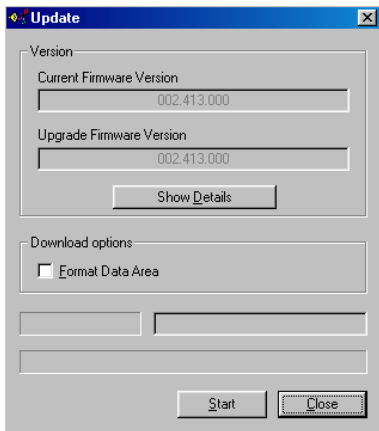 Update
Version
Current Firmware Version
002.413.000
Upgrade Firmware Version
002.413.000
Show Details
Download options
Format Data Area
Start
Close